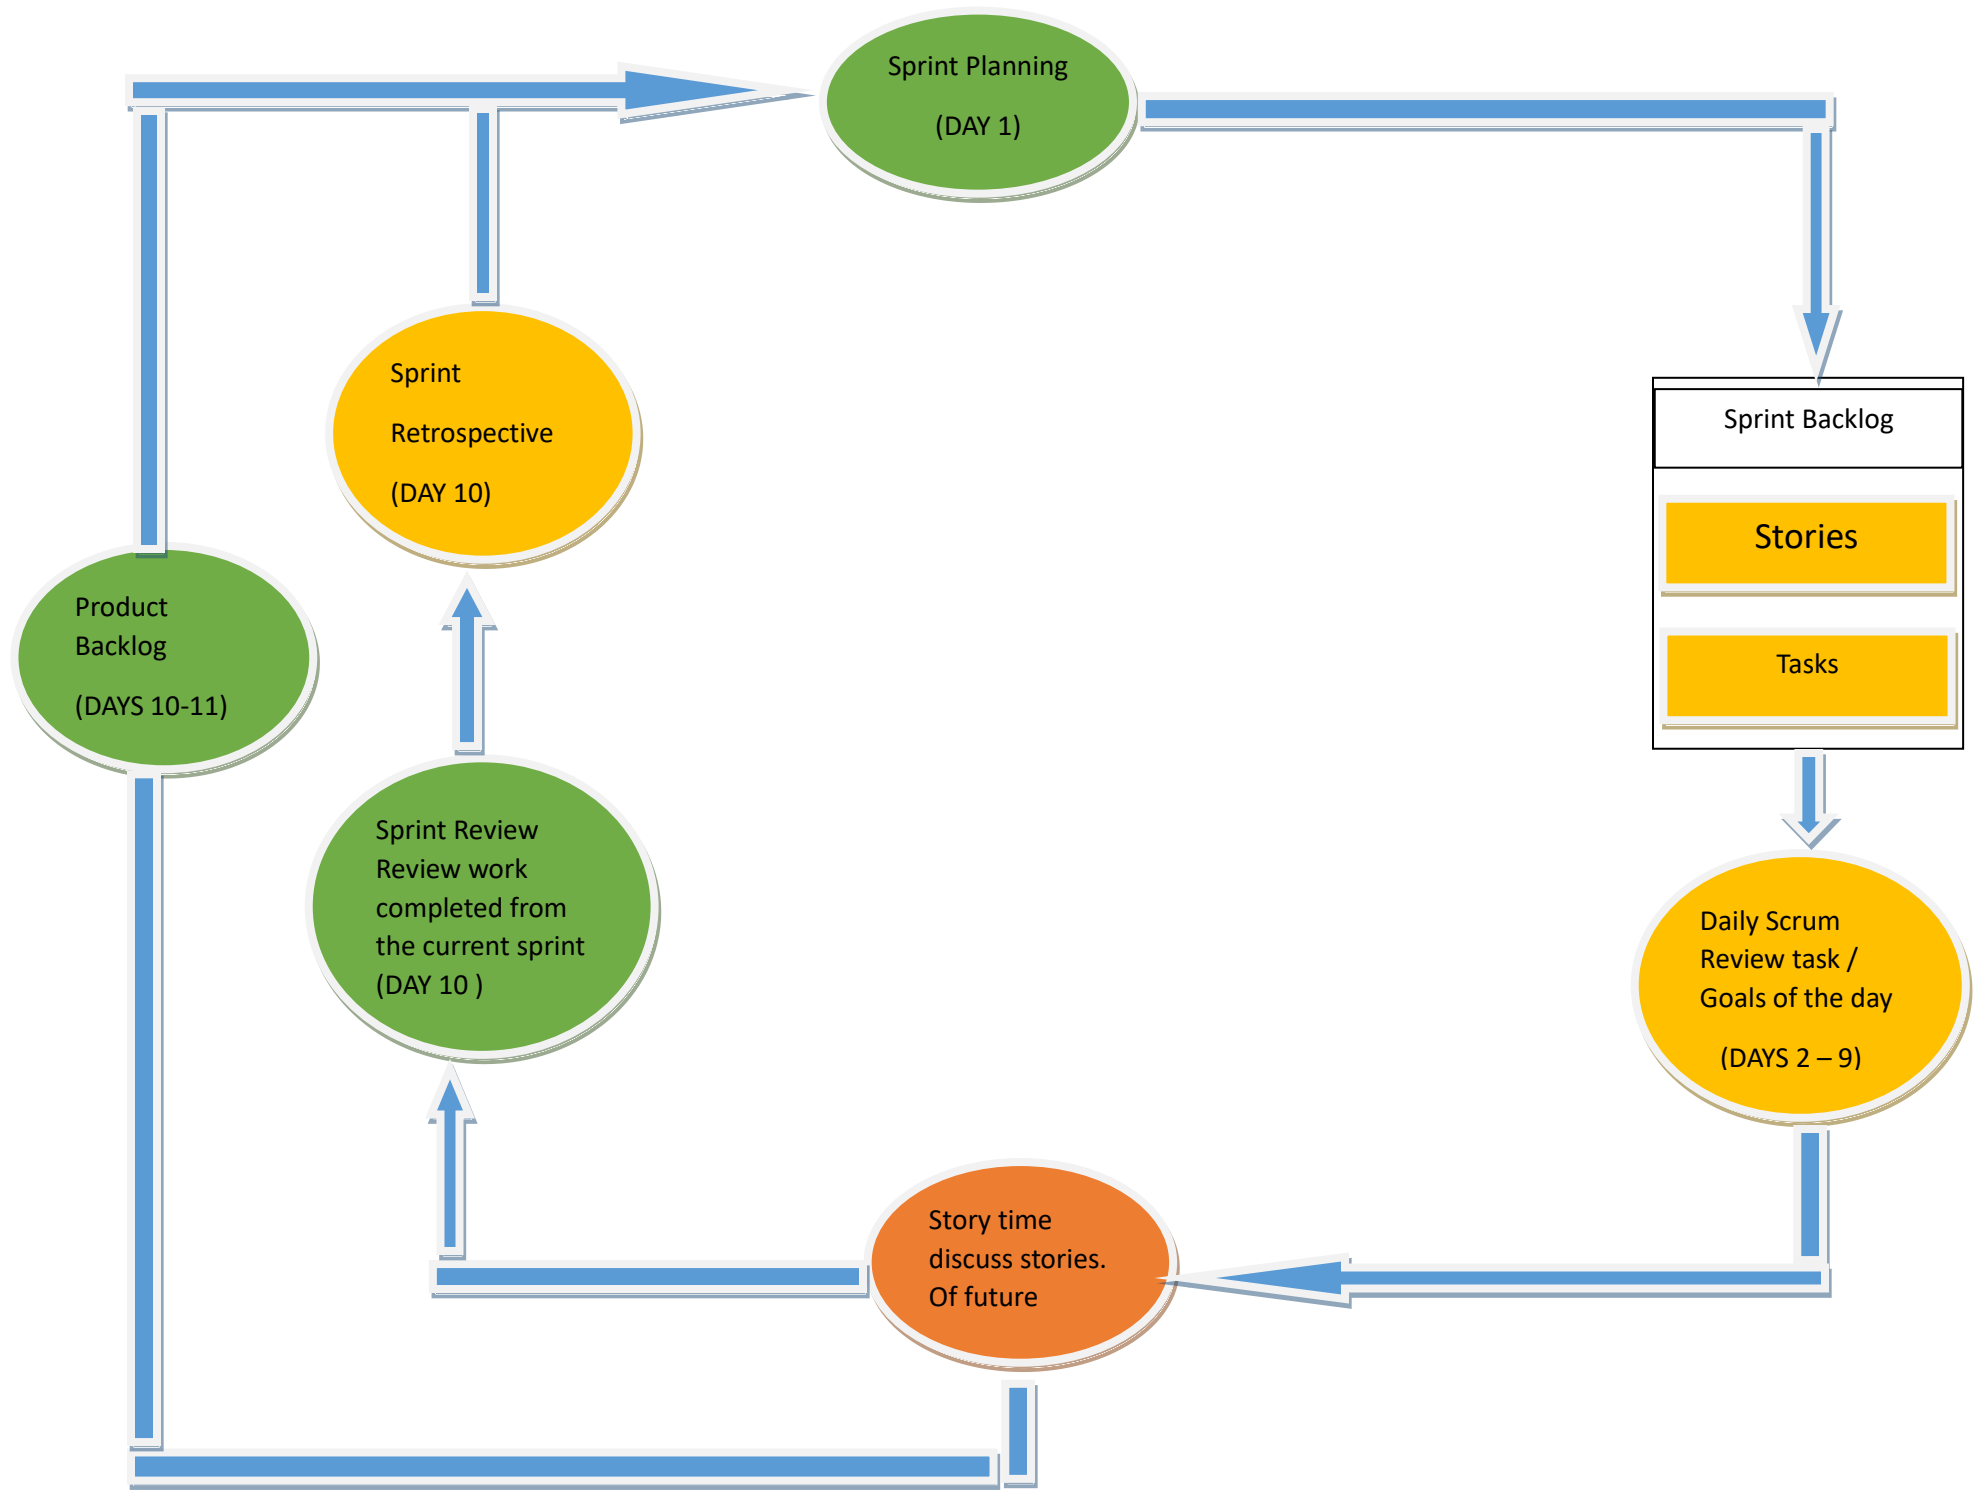 Sprint Planning
(DAY 1)
Sprint
Retrospective
(DAY 10)
Sprint Backlog
Stories
Tasks
Product
Backlog
(DAYS 10-11)
Sprint Review
Review work
completed from
the current sprint
(DAY 10 )
Daily Scrum
Review task /
Goals of the day
(DAYS 2 – 9)
Story time
discuss stories.
Of future